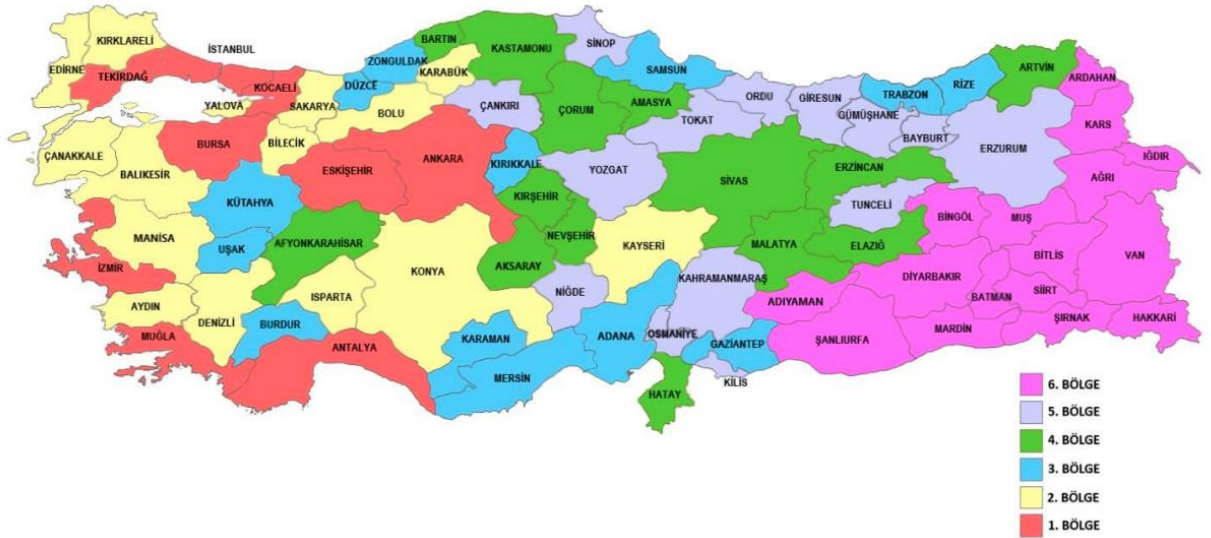 KIRKLARELİ
İSTANBUL
EDİRNE
TEKİRDAĞ
KOCAELİ
YALOVA
SAKARYA
DÜZCE
ZONGULDAK
BARTIN
KARABÜK
KASTAMONU
SİNOP
SAMSUN
BOLU
ÇANKIRI
ÇORUM
AMASYA
ORDU
GİRESUN
TOKAT
GÜMÜŞHANE
TRABZON
RİZE
ARTVİN
ARDAHAN
BAYBURT
KARS
ERZURUM
IĞDIR
AĞRI
ÇANAKKALE
BALIKESİR
BURSA
BİLECİK
ESKİŞEHİR
ANKARA
KIRIKKALE
YOZGAT
SİVAS
ERZİNCAN
TUNCELİ
BİNGÖL
MUŞ
KÜTAHYA
KIRŞEHİR
MANİSA
UŞAK
AFYONKARAHİSAR
NEVŞEHİR
KAYSERİ
MALATYA
ELAZIĞ
BİTLİS
VAN
İZMİR
KONYA
AKSARAY
KAHRAMANMARAŞ
DİYARBAKIR
SİİRT
BATMAN
AYDIN
DENİZLİ
ISPARTA
NİĞDE
ADIYAMAN
ŞIRNAK
HAKKARİ
MUĞLA
BURDUR
ANTALYA
KARAMAN
ADANA
OSMANİYE
GAZİANTEP
ŞANLIURFA
MARDİN
MERSİN
KİLİS
HATAY
6. BÖLGE
5. BÖLGE
4. BÖLGE
3. BÖLGE
2. BÖLGE
1. BÖLGE